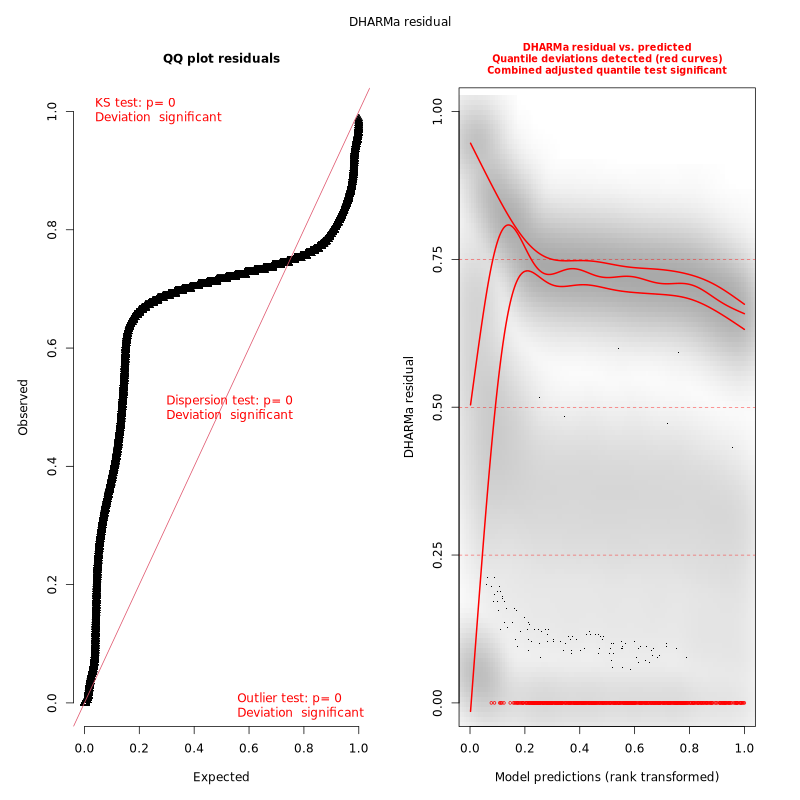 DHARMa residual
QQ plot residuals
KS test: p= 0
Deviation  significant
Dispersion test: p= 0
Deviation  significant
Outlier test: p= 0
Deviation  significant
Observed
0.0
0.2
0.4
0.6
0.8
1.0
0.0
0.2
0.4
0.6
0.8
1.0
Expected
DHARMa residual vs. predicted
Quantile deviations detected (red curves)
Combined adjusted quantile test significant
DHARMa residual
0.00
0.25
0.50
0.75
1.00
0.0
0.2
0.4
0.6
0.8
1.0
Model predictions (rank transformed)